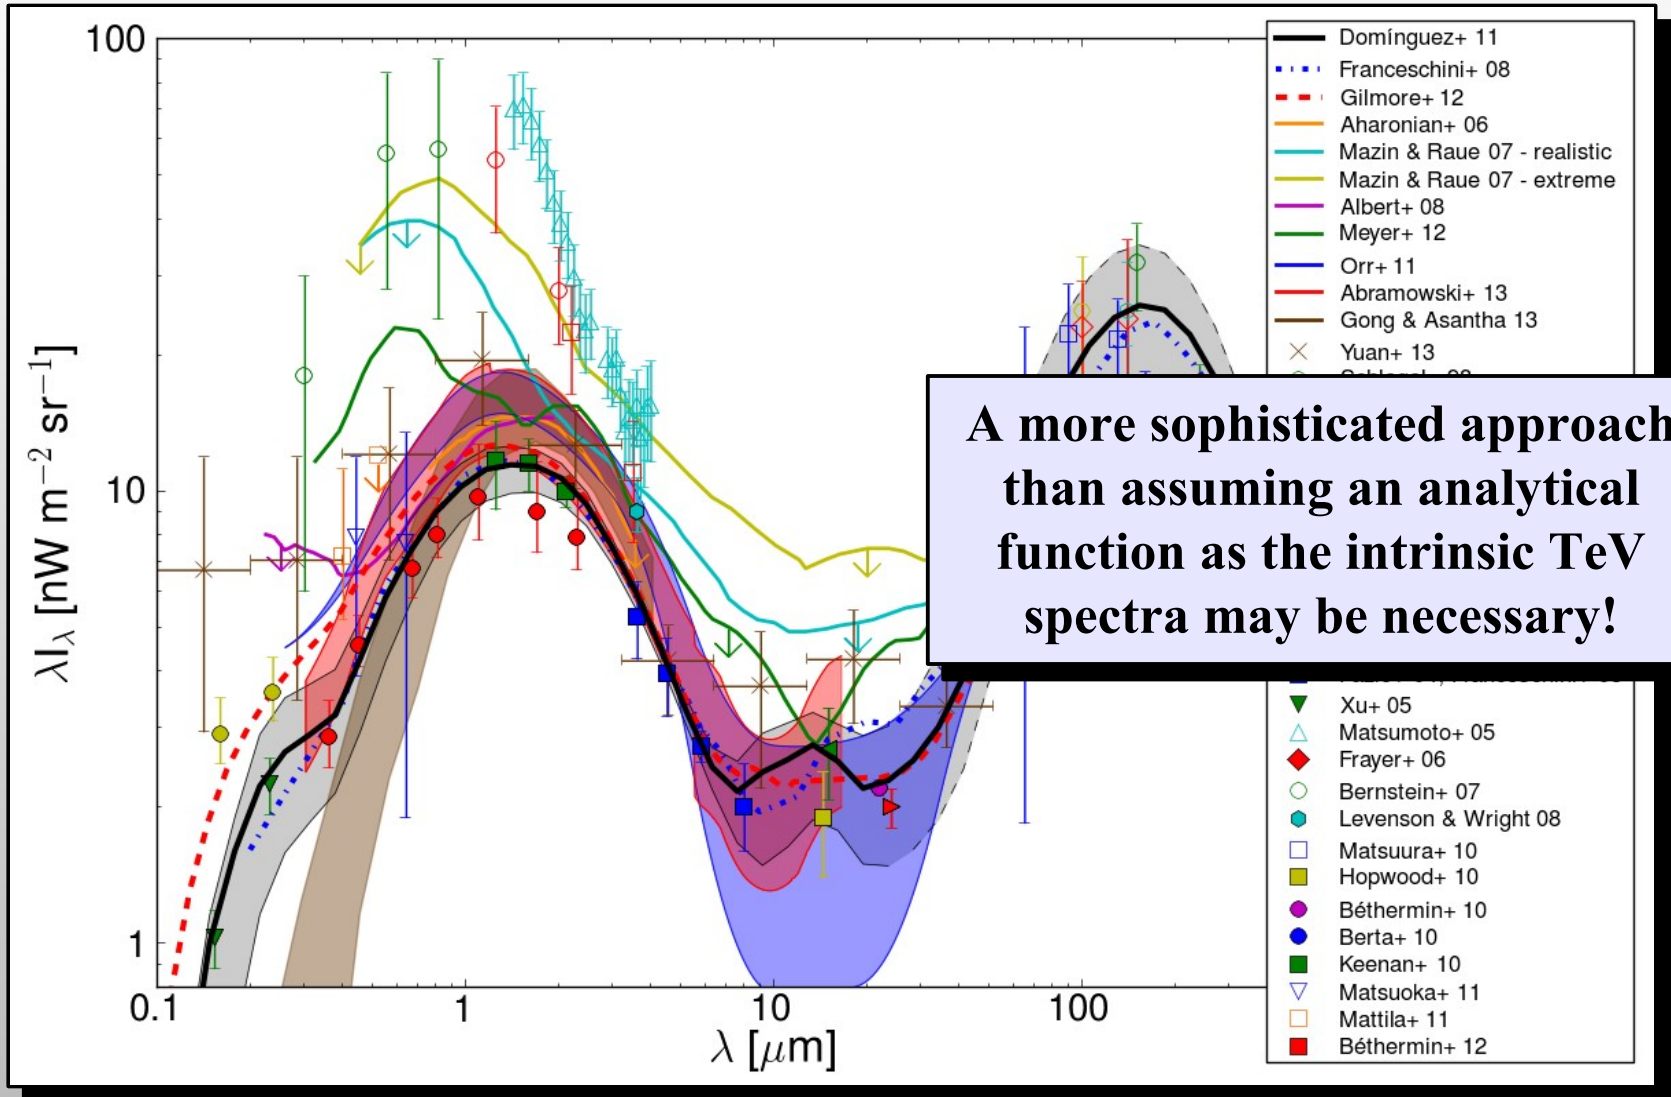 100
10
1
0.1
1
10
100
λI_λ [nW m⁻² sr⁻¹]
λ [μm]
Domínguez+ 11
Franceschini+ 08
Gilmore+ 12
Aharonian+ 06
Mazin & Raue 07 - realistic
Mazin & Raue 07 - extreme
Albert+ 08
Meyer+ 12
Orr+ 11
Abramowski+ 13
Gong & Asantha 13
Yuan+ 13
A more sophisticated approach
than assuming an analytical
function as the intrinsic TeV
spectra may be necessary!
Xu+ 05
Matsumoto+ 05
Frayer+ 06
Bernstein+ 07
Levenson & Wright 08
Matsuura+ 10
Hopwood+ 10
Béthermin+ 10
Berta+ 10
Keenan+ 10
Matsuoka+ 11
Mattila+ 11
Béthermin+ 12